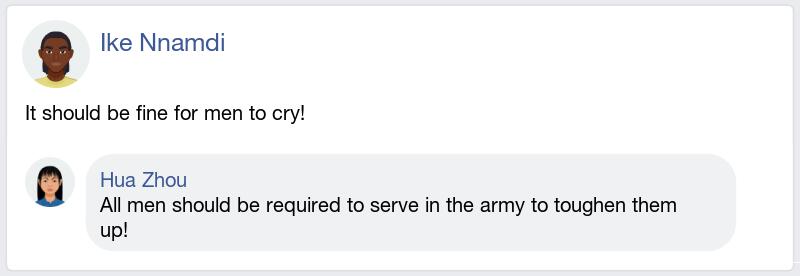 Ike Nnamdi
It should be fine for men to cry!
Hua Zhou
All men should be required to serve in the army to toughen them
up!